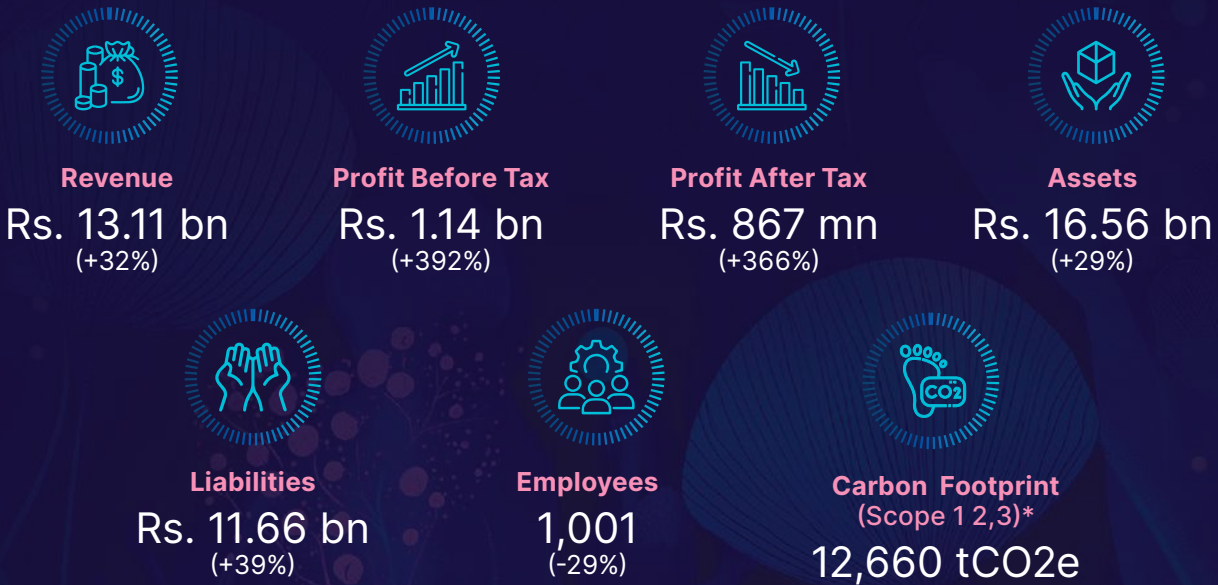 $
Revenue
Rs. 13.11 bn
(+32%)
Profit Before Tax
Rs. 1.14 bn
(+392%)
Profit After Tax
Rs. 867 mn
(+366%)
Assets
Rs. 16.56 bn
(+29%)
Liabilities
Rs. 11.66 bn
(+39%)
Employees
1,001
(-29%)
CO2
Carbon Footprint
(Scope 1 2,3)*
12,660 tCO2e